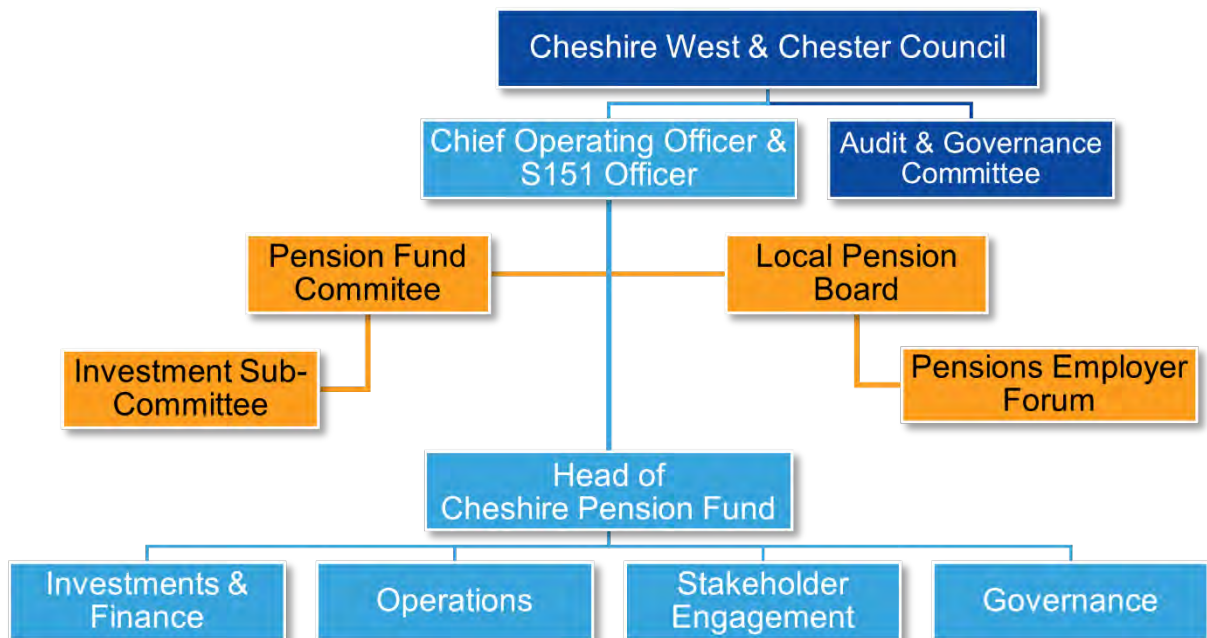 Cheshire West & Chester Council
Chief Operating Officer &
S151 Officer
Audit & Governance
Committee
Pension Fund
Commitee
Local Pension
Board
Investment Sub-
Committee
Pensions Employer
Forum
Head of
Cheshire Pension Fund
Investments &
Finance
Operations
Stakeholder
Engagement
Governance